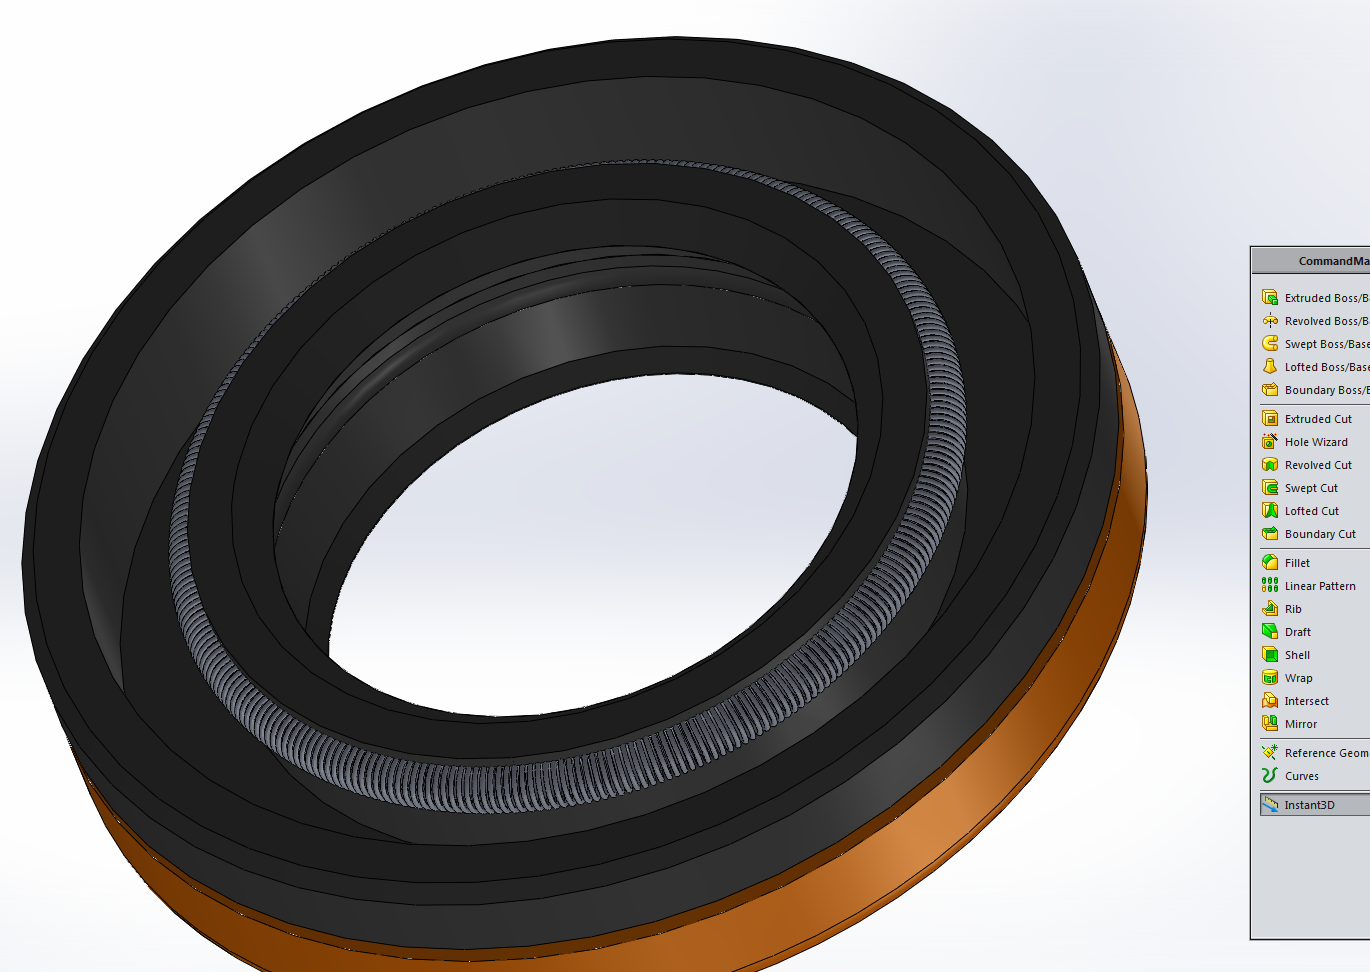 CommandMa
Extruded Boss/B
Revolved Boss/B
Swept Boss/Base
Lofted Boss/Base
Boundary Boss/B
Extruded Cut
Hole Wizard
Revolved Cut
Swept Cut
Lofted Cut
Boundary Cut
Fillet
Linear Pattern
Rib
Draft
Shell
Wrap
Intersect
Mirror
Reference Geom
Curves
Instant3D